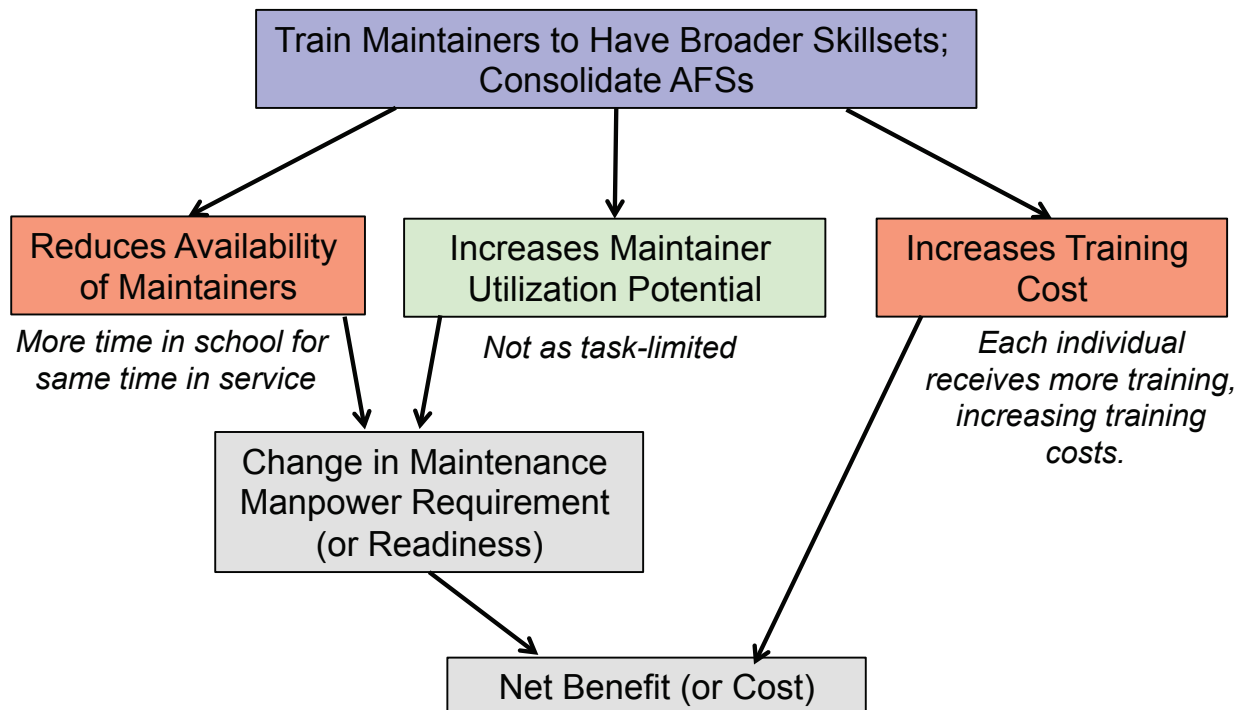 Train Maintainers to Have Broader Skillsets;
Consolidate AFSs
Reduces Availability
of Maintainers
More time in school for
same time in service
Increases Maintainer
Utilization Potential
Not as task-limited
Increases Training
Cost
Each individual
receives more training,
increasing training
costs.
Change in Maintenance
Manpower Requirement
(or Readiness)
Net Benefit (or Cost)